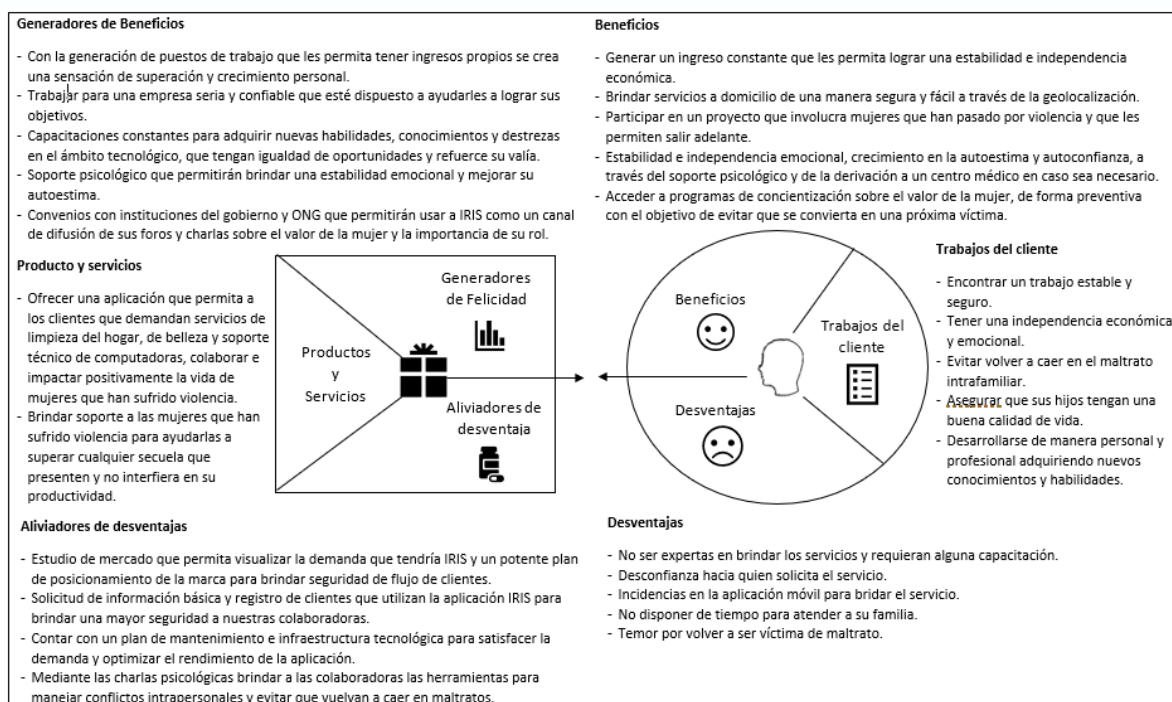 Generadores de Beneficios
- Con la generación de puestos de trabajo que les permita tener ingresos propios se crea
una sensación de superación y crecimiento personal.
- Trabajar para una empresa seria y confiable que esté dispuesto a ayudarles a lograr sus
objetivos.
- Capacitaciones constantes para adquirir nuevas habilidades, conocimientos y destrezas
en el ámbito tecnológico, que tengan igualdad de oportunidades y refuerce su valía.
- Soporte psicológico que permitirán brindar una estabilidad emocional y mejorar su
autoestima.
- Convenios con instituciones del gobierno y ONG que permitirán usar a IRIS como un canal
de difusión de sus foros y charlas sobre el valor de la mujer y la importancia de su rol.
Beneficios
- Generar un ingreso constante que les permita lograr una estabilidad e independencia
económica.
- Brindar servicios a domicilio de una manera segura y fácil a través de la geolocalización.
- Participar en un proyecto que involucra mujeres que han pasado por violencia y que les
permiten salir adelante.
- Estabilidad e independencia emocional, crecimiento en la autoestima y autoconfianza, a
través del soporte psicológico y de la derivación a un centro médico en caso sea necesario.
- Acceder a programas de concientización sobre el valor de la mujer, de forma preventiva
con el objetivo de evitar que se convierta en una próxima víctima.
Producto y servicios
- Ofrecer una aplicación que permita a
los clientes que demandan servicios de
limpieza del hogar, de belleza y soporte
técnico de computadoras, colaborar e
impactar positivamente la vida de
mujeres que han sufrido violencia.
- Brindar soporte a las mujeres que han
sufrido violencia para ayudarlas a
superar cualquier secuela que
presenten y no interfiera en su
productividad.
Productos
y
Servicios
Generadores
de Felicidad
Aliviadores de
desventaja
Beneficios
Desventajas
Trabajos del
cliente
Trabajos del cliente
- Encontrar un trabajo estable y
seguro.
- Tener una independencia económica
y emocional.
- Evitar volver a caer en el maltrato
intrafamiliar.
- Asegurar que sus hijos tengan una
buena calidad de vida.
- Desarrollarse de manera personal y
profesional adquiriendo nuevos
conocimientos y habilidades.
Aliviadores de desventajas
- Estudio de mercado que permita visualizar la demanda que tendría IRIS y un potente plan
de posicionamiento de la marca para brindar seguridad de flujo de clientes.
- Solicitud de información básica y registro de clientes que utilizan la aplicación IRIS para
brindar una mayor seguridad a nuestras colaboradoras.
- Contar con un plan de mantenimiento e infraestructura tecnológica para satisfacer la
demanda y optimizar el rendimiento de la aplicación.
- Mediante las charlas psicológicas brindar a las colaboradoras las herramientas para
manejar conflictos intrapersonales y evitar que vuelvan a caer en maltratos.
Desventajas
- No ser expertas en brindar los servicios y requieran alguna capacitación.
- Desconfianza hacia quien solicita el servicio.
- Incidencias en la aplicación móvil para bridar el servicio.
- No disponer de tiempo para atender a su familia.
- Temor por volver a ser víctima de maltrato.